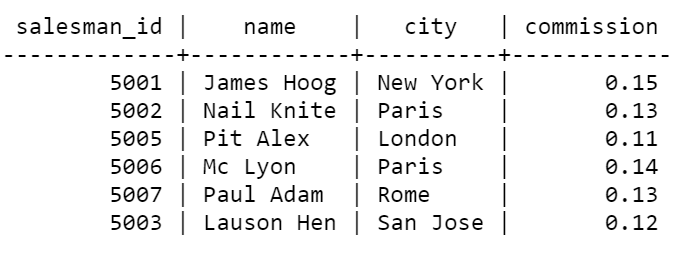 salesman_id |    name    |   city   | commission
-------------+------------+----------+------------
        5001 | James Hoog | New York |       0.15
        5002 | Nail Knite | Paris    |       0.13
        5005 | Pit Alex   | London   |       0.11
        5006 | Mc Lyon    | Paris    |       0.14
        5007 | Paul Adam  | Rome     |       0.13
        5003 | Lauson Hen | San Jose |       0.12